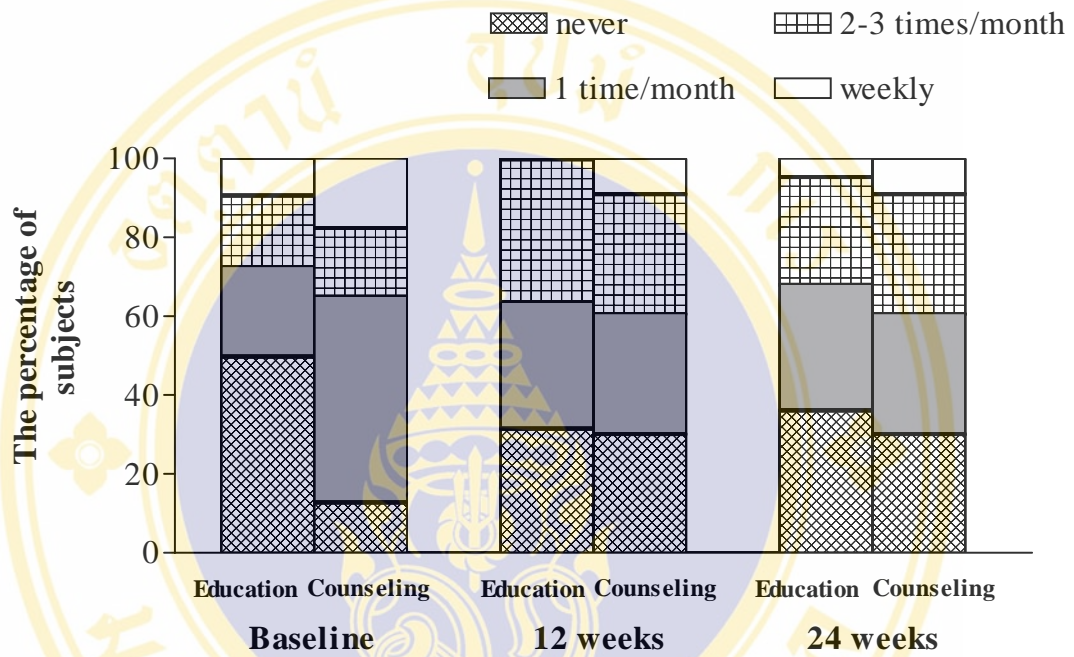 never
2-3 times/month
1 time/month
weekly
The percentage of
subjects
100
80
60
40
20
0
Education Counseling
Education Counseling
Education Counseling
Baseline
12 weeks
24 weeks